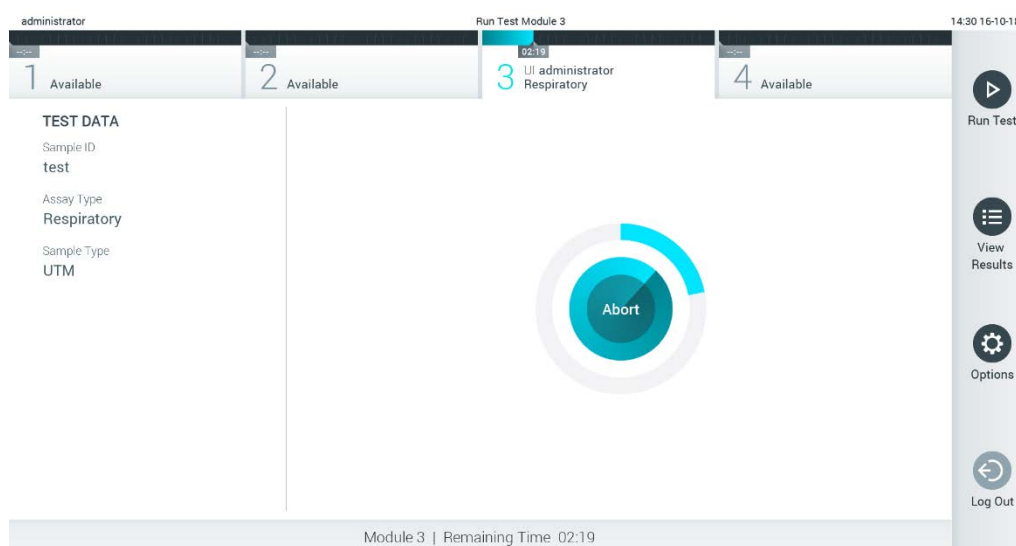 administrator
Run Test Module 3
14:30 16-10-18
--:--
1 Available
--:--
2 Available
02:19
3 UI administrator
Respiratory
--:--
4 Available
TEST DATA
Sample ID
test
Assay Type
Respiratory
Sample Type
UTM
Abort
Run Test
View
Results
Options
Log Out
Module 3 | Remaining Time 02:19